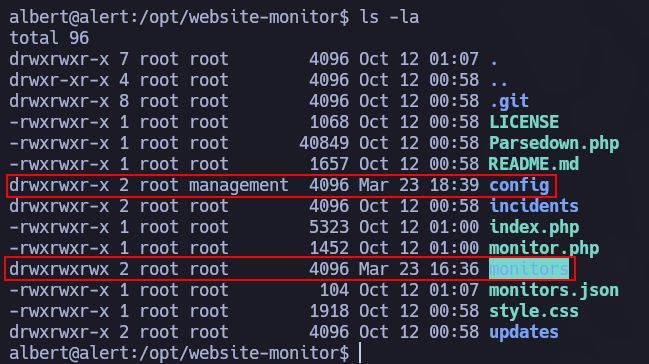 albert@alert:/opt/website-monitor$ ls -la
total 96
drwxrwxr-x 7 root root        4096 Oct 12 01:07 .
drwxr-xr-x 4 root root        4096 Oct 12 00:58 ..
drwxrwxr-x 8 root root        4096 Oct 12 00:58 .git
-rwxrwxr-x 1 root root        1068 Oct 12 00:58 LICENSE
-rwxrwxr-x 1 root root       40849 Oct 12 00:58 Parsedown.php
-rwxrwxr-x 1 root root        1657 Oct 12 00:58 README.md
drwxrwxr-x 2 root management  4096 Mar 23 18:39 config
drwxrwxr-x 2 root root        4096 Oct 12 00:58 incidents
-rwxrwxr-x 1 root root        5323 Oct 12 01:00 index.php
-rwxrwxr-x 1 root root        1452 Oct 12 01:00 monitor.php
drwxrwxrwx 2 root root        4096 Mar 23 16:36 monitors
-rwxrwxr-x 1 root root         104 Oct 12 01:07 monitors.json
-rwxrwxr-x 1 root root        1918 Oct 12 00:58 style.css
drwxrwxr-x 2 root root        4096 Oct 12 00:58 updates
albert@alert:/opt/website-monitor$